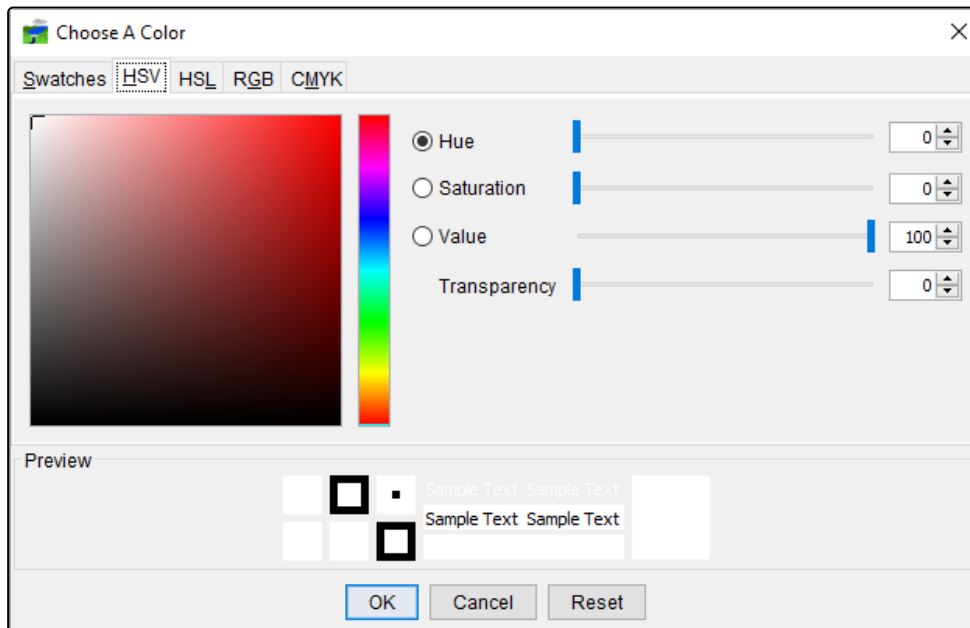 Choose A Color
Swatches HSV HSL RGB CMYK
Hue 0
Saturation 0
Value 100
Transparency 0
Preview
Sample Text Sample Text
Sample Text Sample Text
OK Cancel Reset